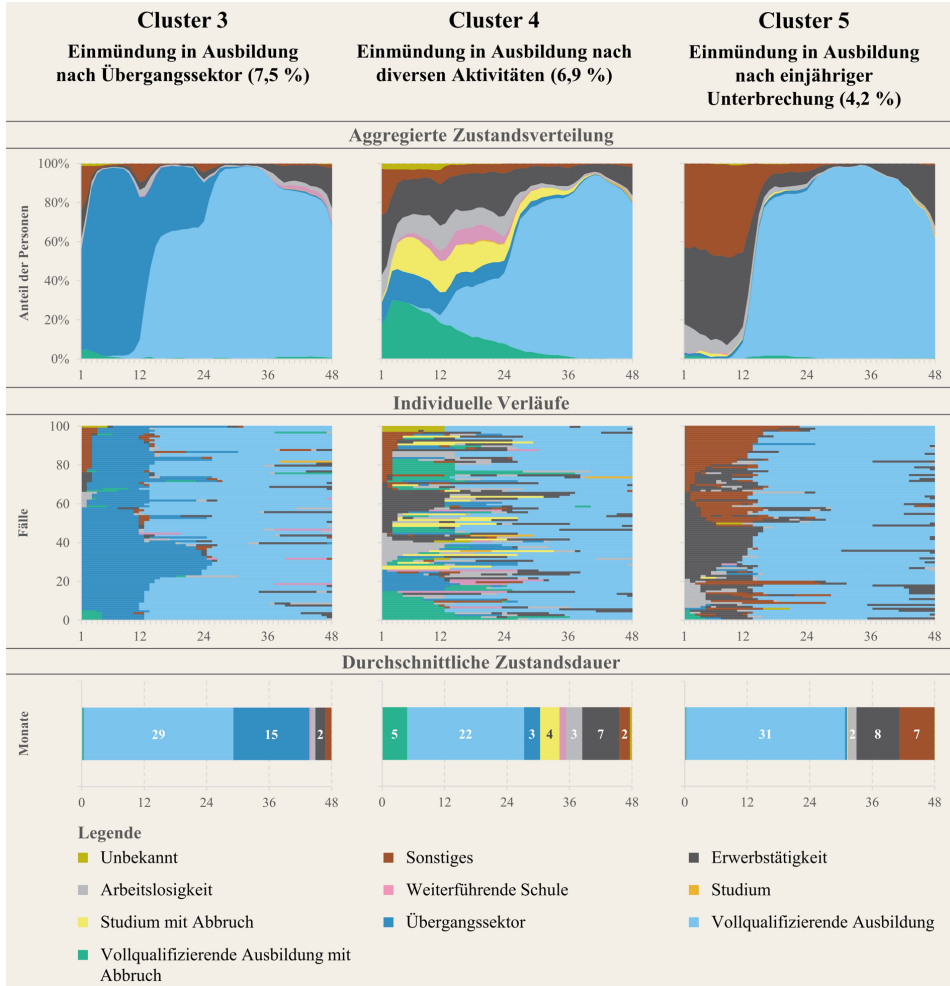 Cluster 3
Einmündung in Ausbildung
nach Übergangssektor (7,5 %)
Cluster 4
Einmündung in Ausbildung nach
diversen Aktivitäten (6,9 %)
Cluster 5
Einmündung in Ausbildung
nach einjähriger
Unterbrechung (4,2 %)
Aggregierte Zustandsverteilung
Anteil der Personen
100%
80%
60%
40%
20%
0%
1 12 24 36 48
1 12 24 36 48
1 12 24 36 48
Individuelle Verläufe
Fälle
100
80
60
40
20
0
1 12 24 36 48
1 12 24 36 48
1 12 24 36 48
Durchschnittliche Zustandsdauer
Monate
29 15 2
5 22 3 4 3 7 2
31 2 8 7
0 12 24 36 48
0 12 24 36 48
0 12 24 36 48
Legende
Unbekannt
Sonstiges
Erwerbstätigkeit
Arbeitslosigkeit
Weiterführende Schule
Studium
Studium mit Abbruch
Übergangssektor
Vollqualifizierende Ausbildung
Vollqualifizierende Ausbildung mit
Abbruch